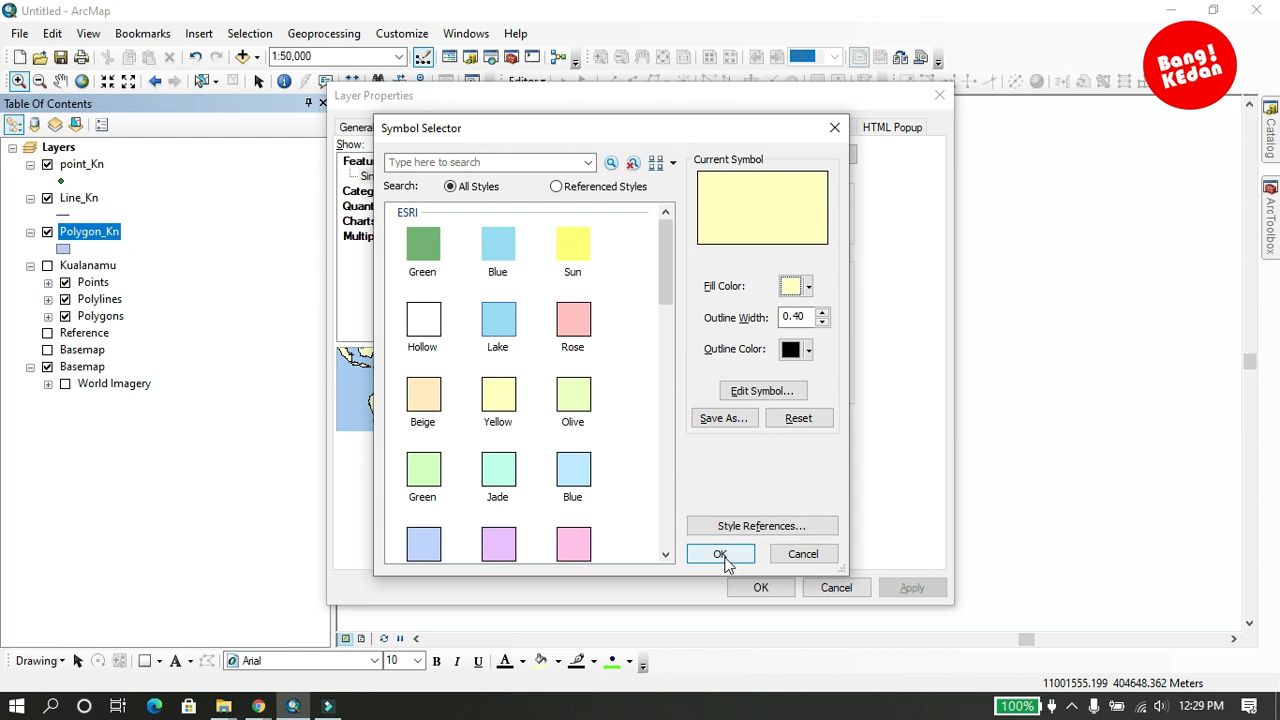 Untitled - ArcMap
File Edit View Bookmarks Insert Selection Geoprocessing Customize Windows Help
1:50,000
Table Of Contents
Layers
point_Kn
Line_Kn
Polygon_Kn
Kualanamu
Points
Polylines
Polygons
Reference
Basemap
Basemap
World Imagery
Layer Properties
General
HTML Popup
Show:
Symbol Selector
Type here to search
Search: All Styles Referenced Styles
ESRI
Green Blue Sun
Hollow Lake Rose
Beige Yellow Olive
Green Jade Blue
Current Symbol
Fill Color:
Outline Width: 0.40
Outline Color:
Edit Symbol...
Save As... Reset
Style References...
OK Cancel
OK Cancel Apply
Catalog
ArcToolbox
Bang!
KEdan
Drawing Arial 10 B I U A
11001555.199 404648.362 Meters
100% 12:29 PM